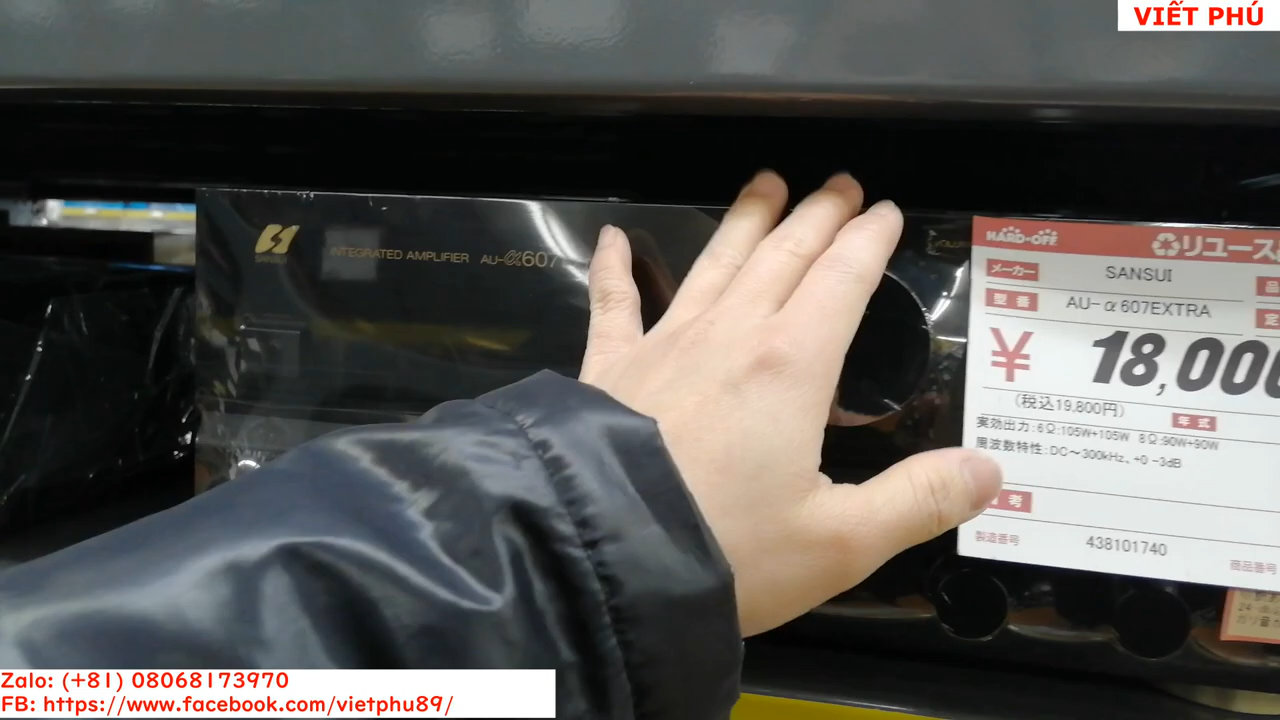 VIẾT PHÚ
SANSUI
INTEGRATED AMPLIFIER AU-α607
HARD-OFF
リユース
メーカー SANSUI
型番 AU-α607EXTRA
¥ 18,000
(税込19,800円)
年式
実効出力:6Ω:105W+105W 8Ω:90W+90W
周波数特性:DC～300kHz、+0 -3dB
考
製造番号 438101740
商品番号
Zalo: (+81) 08068173970
FB: https://www.facebook.com/vietphu89/